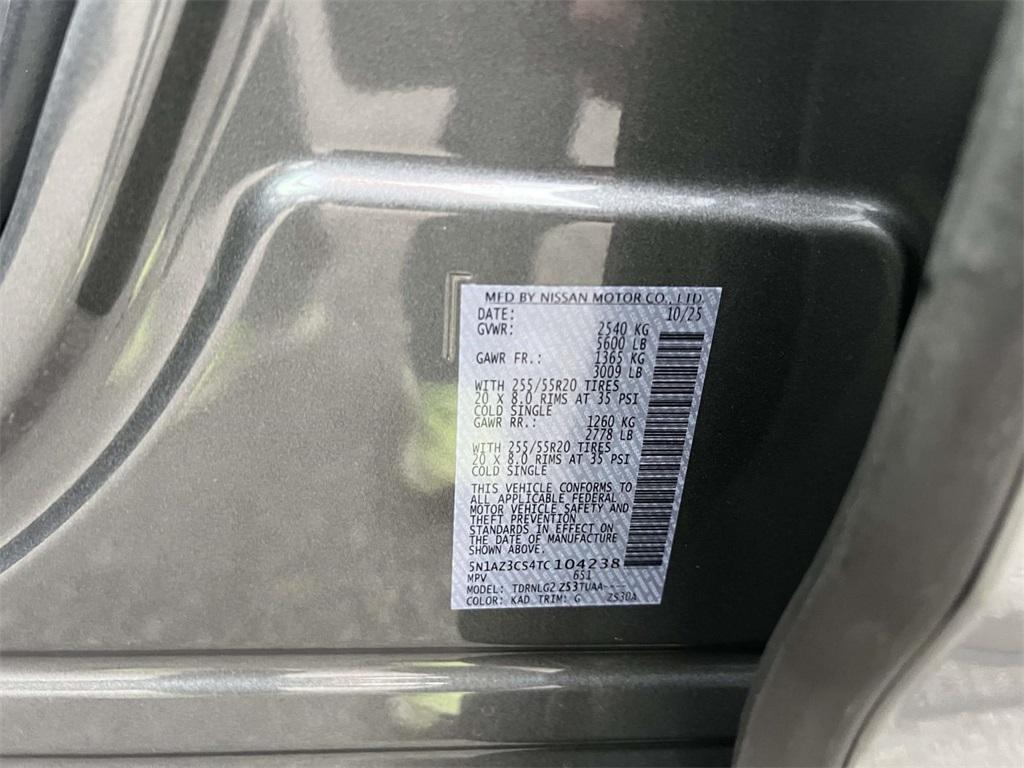 MFD BY NISSAN MOTOR CO., LTD.
DATE: 10/25
GVWR: 2540 KG
5600 LB
GAWR FR.: 1365 KG
3009 LB
WITH 255/55R20 TIRES
20 X 8.0 RIMS AT 35 PSI
COLD SINGLE
GAWR RR.: 1260 KG
2778 LB
WITH 255/55R20 TIRES
20 X 8.0 RIMS AT 35 PSI
COLD SINGLE
THIS VEHICLE CONFORMS TO
ALL APPLICABLE FEDERAL
MOTOR VEHICLE SAFETY AND
THEFT PREVENTION
STANDARDS IN EFFECT ON
THE DATE OF MANUFACTURE
SHOWN ABOVE.
5N1AZ3CS4TC104238
MPV 6S1
MODEL: TDRNLG2 ZS3TUAA---
COLOR: KAD TRIM: G ZS30A